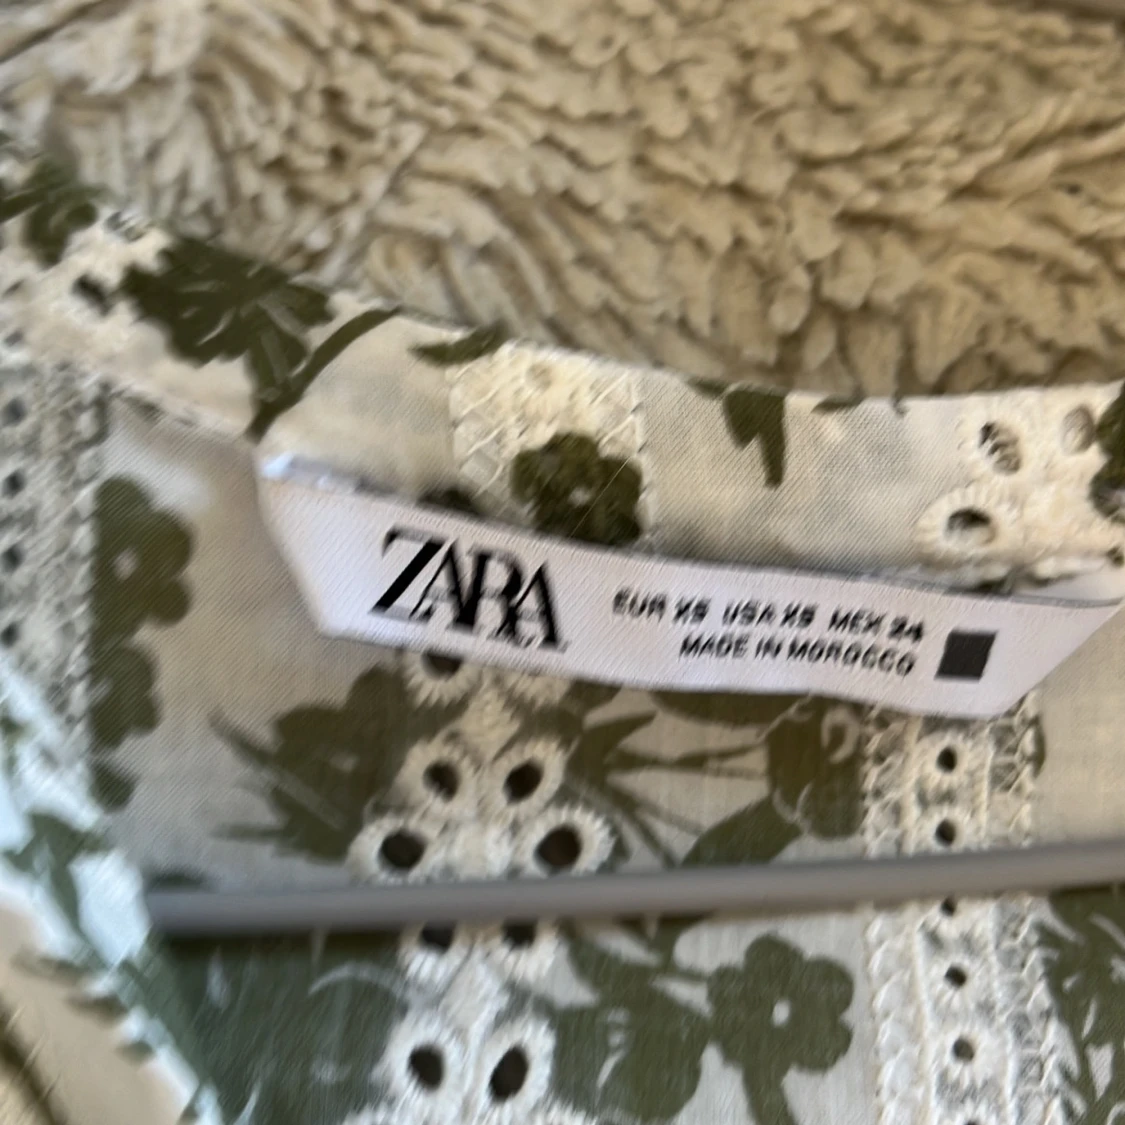 ZARA
EUR XS USA XS MEX 24
MADE IN MOROCCO